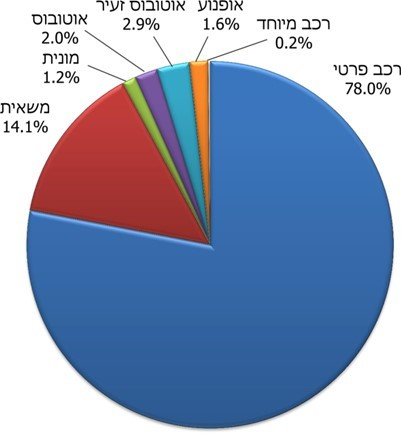 רכב מיוחד
0.2%
אופנוע
1.6%
אוטובוס זעיר
2.9%
אוטובוס
2.0%
מונית
1.2%
משאית
14.1%
רכב פרטי
78.0%